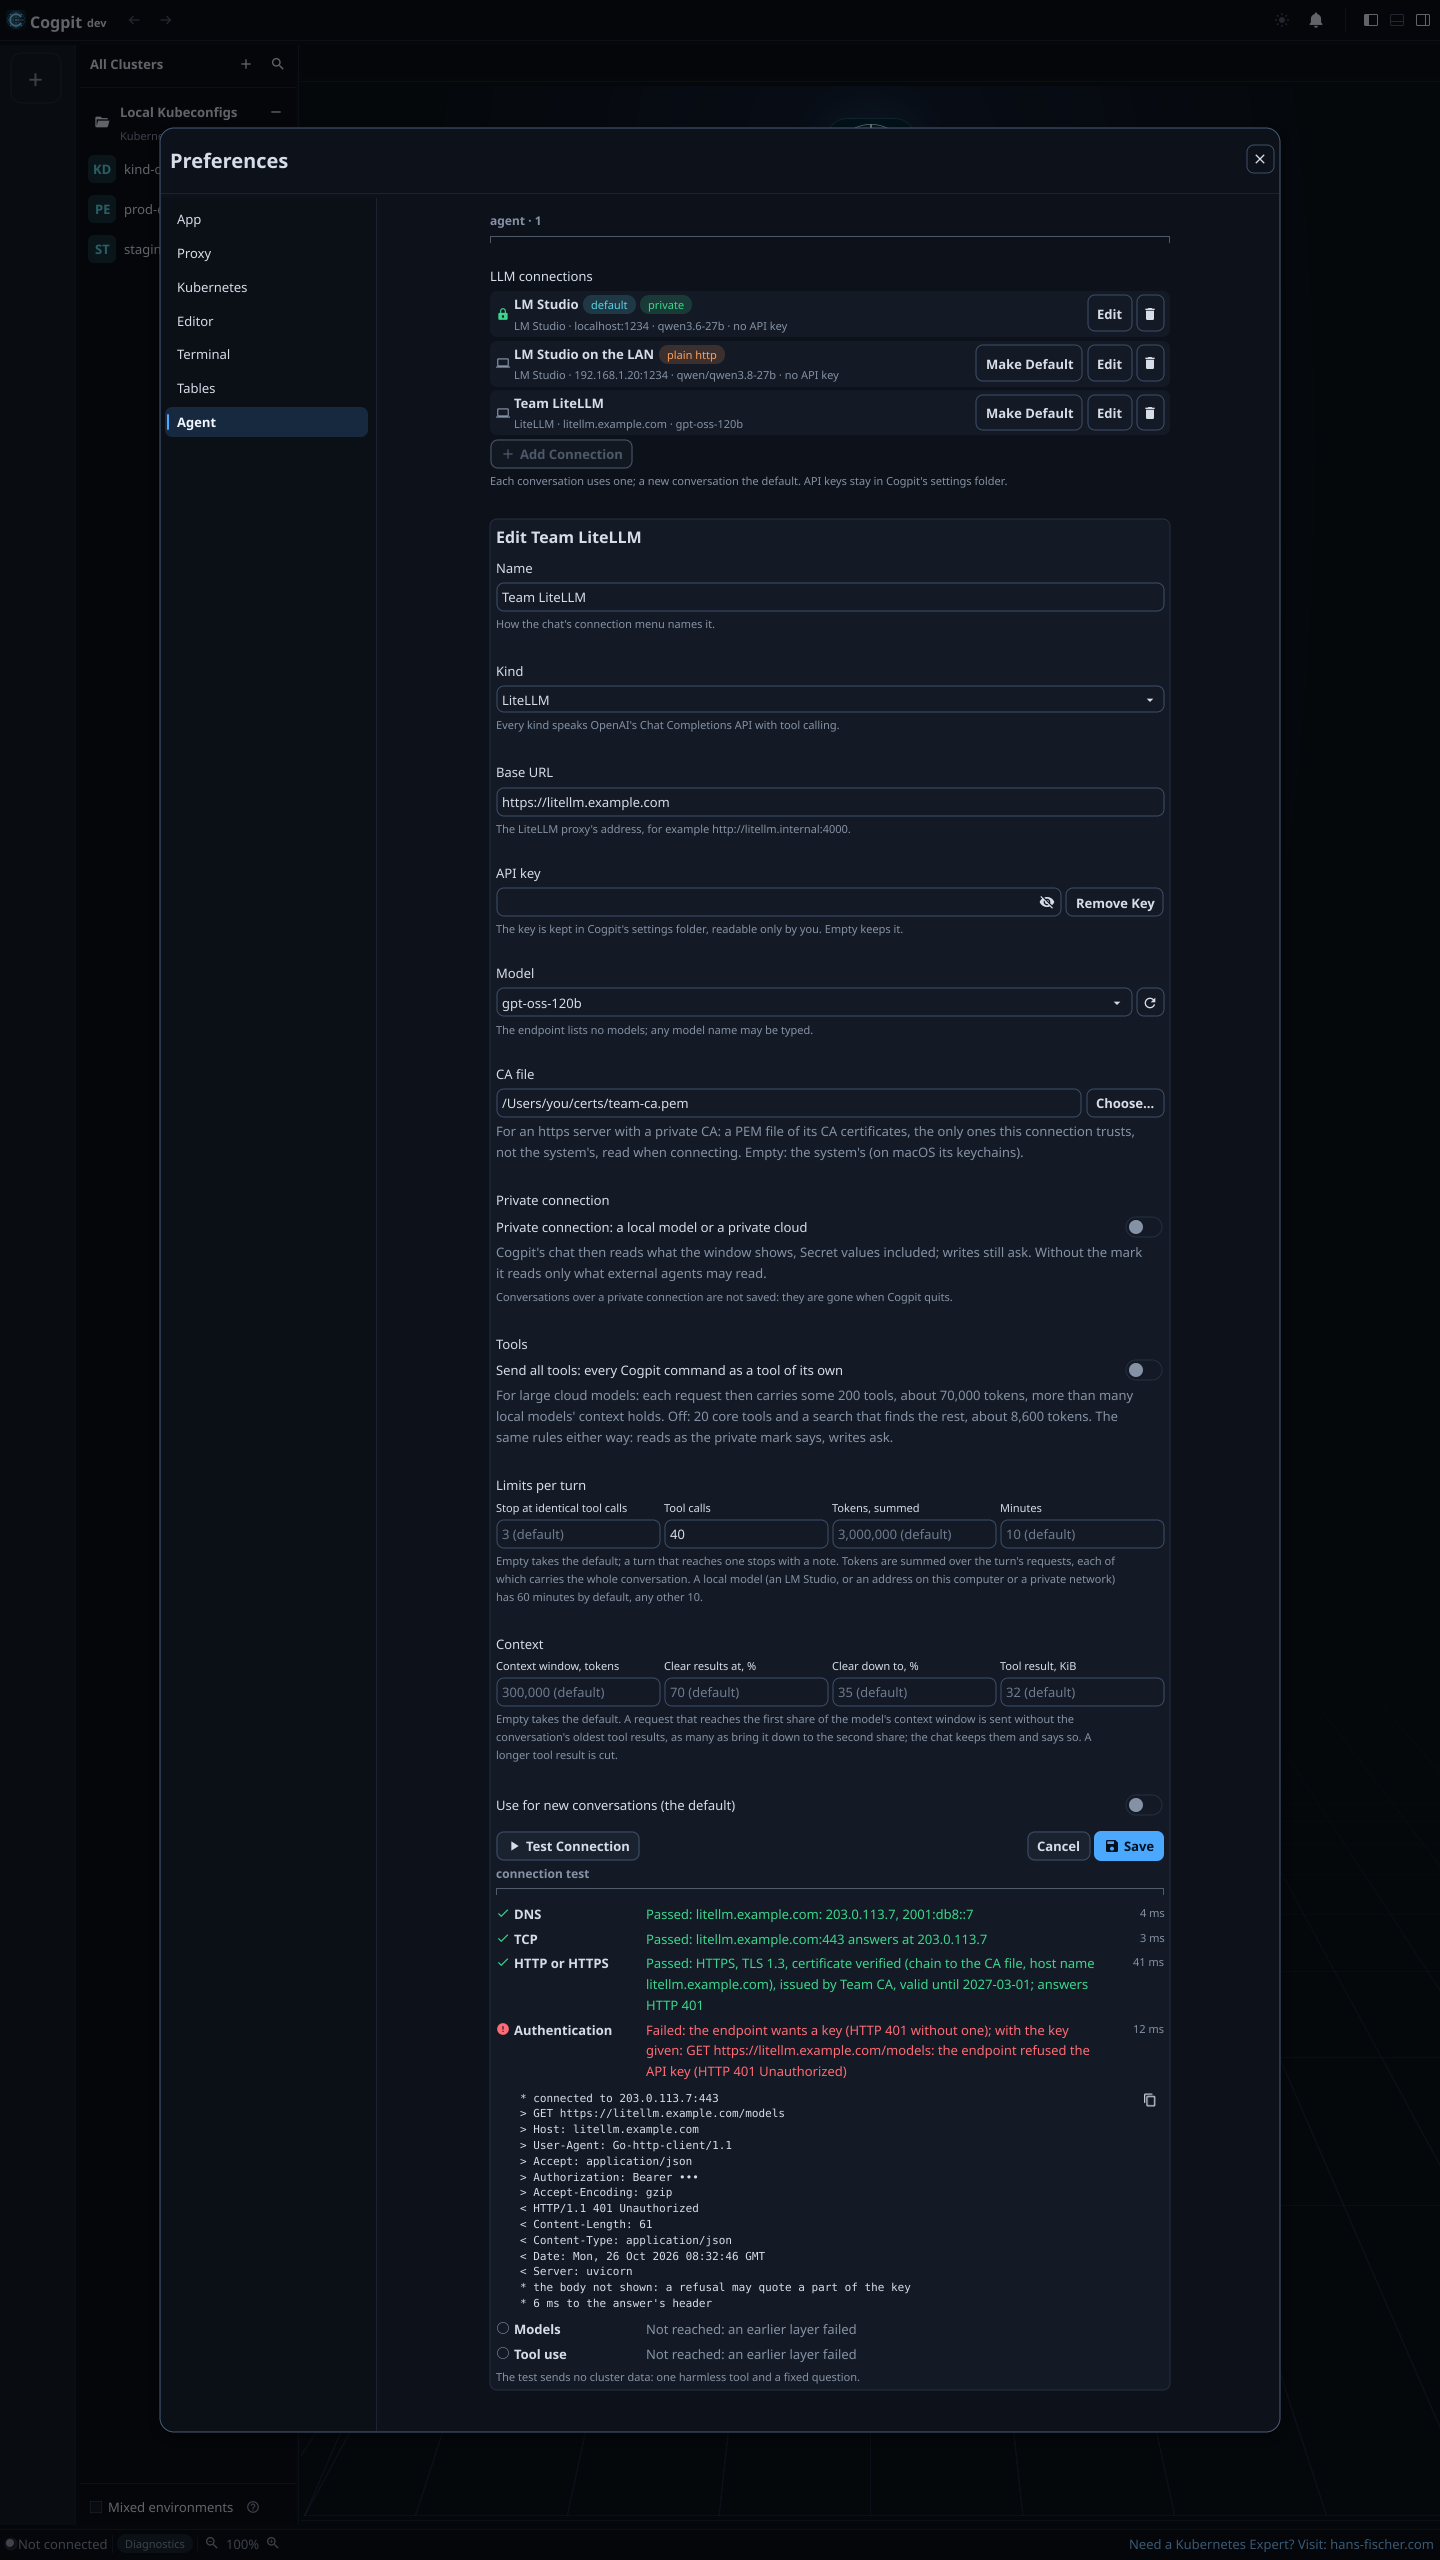 Cogpit dev
All Clusters
Local Kubeconfigs
Kuberne
KD kind-
PE prod-
ST stagin
Preferences
App
Proxy
Kubernetes
Editor
Terminal
Tables
Agent
agent · 1
LLM connections
LM Studio default private
LM Studio · localhost:1234 · qwen3.6-27b · no API key
Edit
LM Studio on the LAN plain http
LM Studio · 192.168.1.20:1234 · qwen/qwen3.8-27b · no API key
Make Default Edit
Team LiteLLM
LiteLLM · litellm.example.com · gpt-oss-120b
Make Default Edit
Add Connection
Each conversation uses one; a new conversation the default. API keys stay in Cogpit's settings folder.
Edit Team LiteLLM
Name
Team LiteLLM
How the chat's connection menu names it.
Kind
LiteLLM
Every kind speaks OpenAI's Chat Completions API with tool calling.
Base URL
https://litellm.example.com
The LiteLLM proxy's address, for example http://litellm.internal:4000.
API key
Remove Key
The key is kept in Cogpit's settings folder, readable only by you. Empty keeps it.
Model
gpt-oss-120b
The endpoint lists no models; any model name may be typed.
CA file
/Users/you/certs/team-ca.pem
Choose...
For an https server with a private CA: a PEM file of its CA certificates, the only ones this connection trusts,
not the system's, read when connecting. Empty: the system's (on macOS its keychains).
Private connection
Private connection: a local model or a private cloud
Cogpit's chat then reads what the window shows, Secret values included; writes still ask. Without the mark
it reads only what external agents may read.
Conversations over a private connection are not saved: they are gone when Cogpit quits.
Tools
Send all tools: every Cogpit command as a tool of its own
For large cloud models: each request then carries some 200 tools, about 70,000 tokens, more than many
local models' context holds. Off: 20 core tools and a search that finds the rest, about 8,600 tokens. The
same rules either way: reads as the private mark says, writes ask.
Limits per turn
Stop at identical tool calls Tool calls Tokens, summed Minutes
3 (default) 40 3,000,000 (default) 10 (default)
Empty takes the default; a turn that reaches one stops with a note. Tokens are summed over the turn's requests, each of
which carries the whole conversation. A local model (an LM Studio, or an address on this computer or a private network)
has 60 minutes by default, any other 10.
Context
Context window, tokens Clear results at, % Clear down to, % Tool result, KiB
300,000 (default) 70 (default) 35 (default) 32 (default)
Empty takes the default. A request that reaches the first share of the model's context window is sent without the
conversation's oldest tool results, as many as bring it down to the second share; the chat keeps them and says so. A
longer tool result is cut.
Use for new conversations (the default)
Test Connection Cancel Save
connection test
DNS Passed: litellm.example.com: 203.0.113.7, 2001:db8::7 4 ms
TCP Passed: litellm.example.com:443 answers at 203.0.113.7 3 ms
HTTP or HTTPS Passed: HTTPS, TLS 1.3, certificate verified (chain to the CA file, host name 41 ms
litellm.example.com), issued by Team CA, valid until 2027-03-01; answers
HTTP 401
Authentication Failed: the endpoint wants a key (HTTP 401 without one); with the key 12 ms
given: GET https://litellm.example.com/models: the endpoint refused the
API key (HTTP 401 Unauthorized)
* connected to 203.0.113.7:443
> GET https://litellm.example.com/models
> Host: litellm.example.com
> User-Agent: Go-http-client/1.1
> Accept: application/json
> Authorization: Bearer •••
> Accept-Encoding: gzip
< HTTP/1.1 401 Unauthorized
< Content-Length: 61
< Content-Type: application/json
< Date: Mon, 26 Oct 2026 08:32:46 GMT
< Server: uvicorn
* the body not shown: a refusal may quote a part of the key
* 6 ms to the answer's header
Models Not reached: an earlier layer failed
Tool use Not reached: an earlier layer failed
The test sends no cluster data: one harmless tool and a fixed question.
Mixed environments
Not connected Diagnostics 100% Need a Kubernetes Expert? Visit: hans-fischer.com